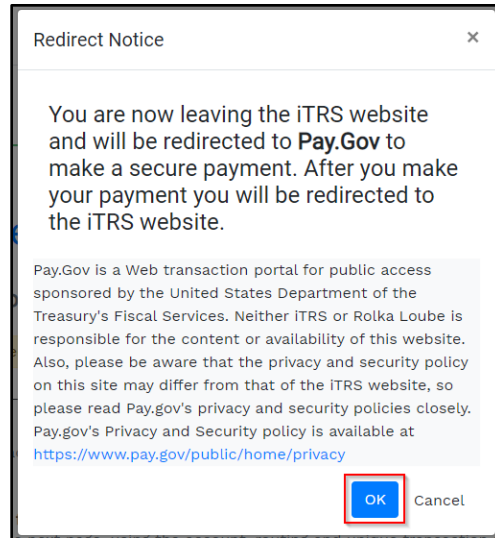 Redirect Notice ×
You are now leaving the iTRS website
and will be redirected to Pay.Gov to
make a secure payment. After you make
your payment you will be redirected to
the iTRS website.
Pay.Gov is a Web transaction portal for public access
sponsored by the United States Department of the
Treasury's Fiscal Services. Neither iTRS or Rolka Loube is
responsible for the content or availability of this website.
Also, please be aware that the privacy and security policy
on this site may differ from that of the iTRS website, so
please read Pay.gov's privacy and security policies closely.
Pay.gov's Privacy and Security policy is available at
https://www.pay.gov/public/home/privacy
OK Cancel